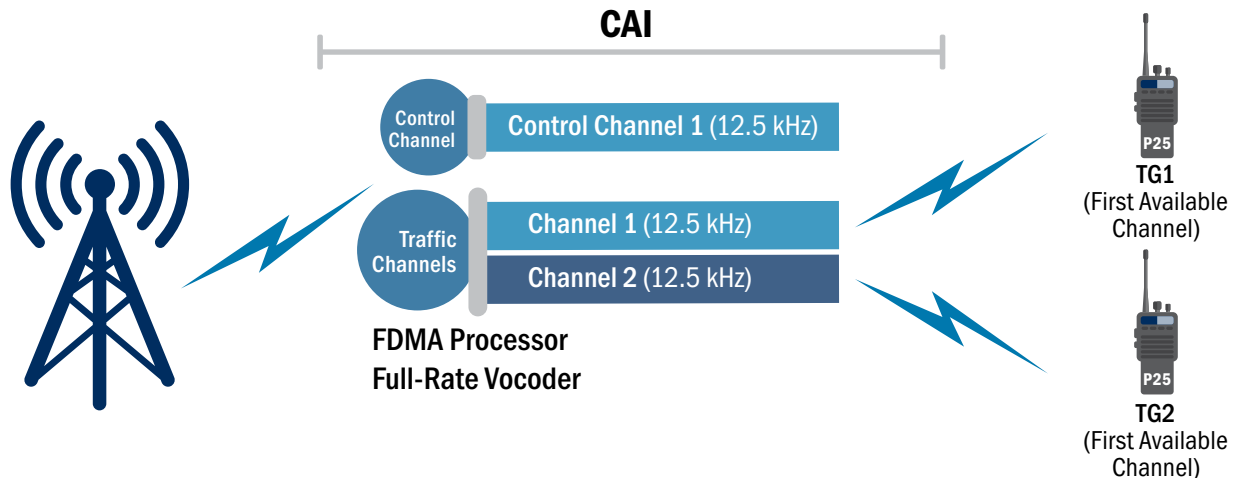 CAI
Control
Channel
Control Channel 1 (12.5 kHz)
Traffic
Channels
Channel 1 (12.5 kHz)
Channel 2 (12.5 kHz)
FDMA Processor
Full-Rate Vocoder
P25
TG1
(First Available
Channel)
P25
TG2
(First Available
Channel)